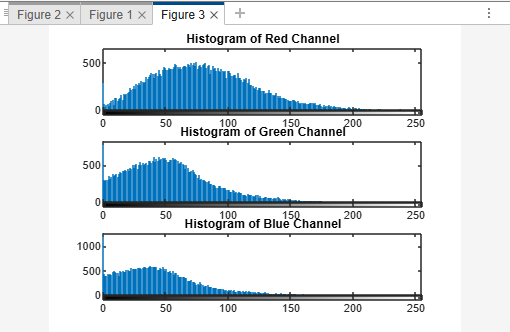 Figure 2 × Figure 1 × Figure 3 × +
Histogram of Red Channel
500
0
0 50 100 150 200 250
Histogram of Green Channel
500
0
0 50 100 150 200 250
Histogram of Blue Channel
1000
500
0
0 50 100 150 200 250